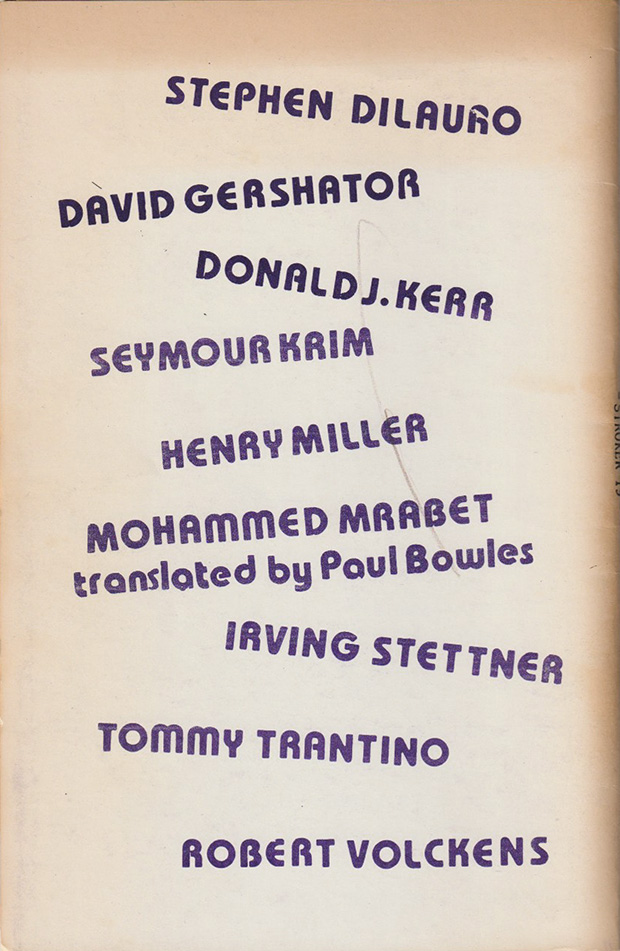 STEPHEN DILAURO
DAVID GERSHATOR
DONALD J. KERR
SEYMOUR KRIM
HENRY MILLER
MOHAMMED MRABET
translated by Paul Bowles
IRVING STETTNER
TOMMY TRANTINO
ROBERT VOLCKENS